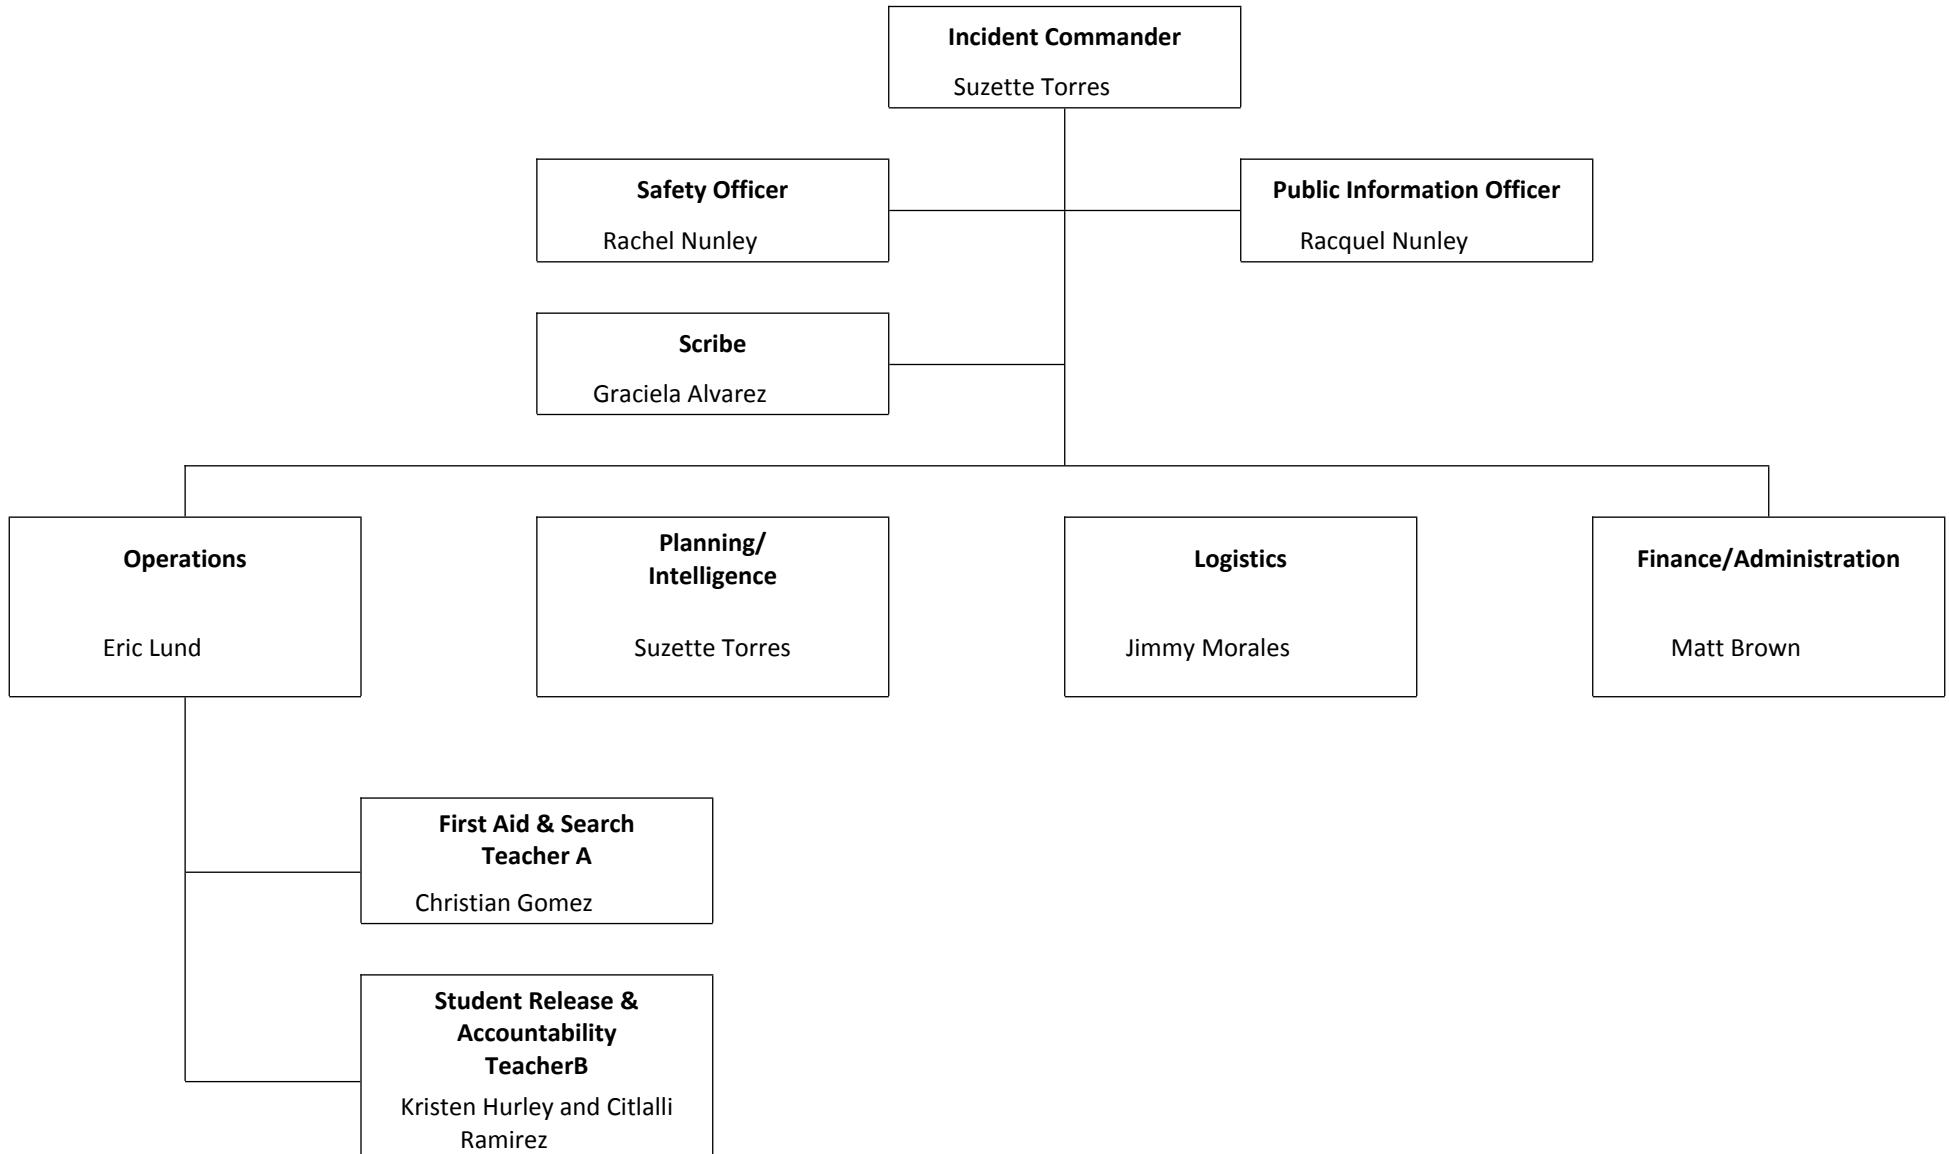 Incident Commander
Suzette Torres
Safety Officer
Rachel Nunley
Public Information Officer
Racquel Nunley
Scribe
Graciela Alvarez
Operations
Eric Lund
Planning/
Intelligence
Suzette Torres
Logistics
Jimmy Morales
Finance/Administration
Matt Brown
First Aid & Search
Teacher A
Christian Gomez
Student Release &
Accountability
TeacherB
Kristen Hurley and Citlalli
Ramirez